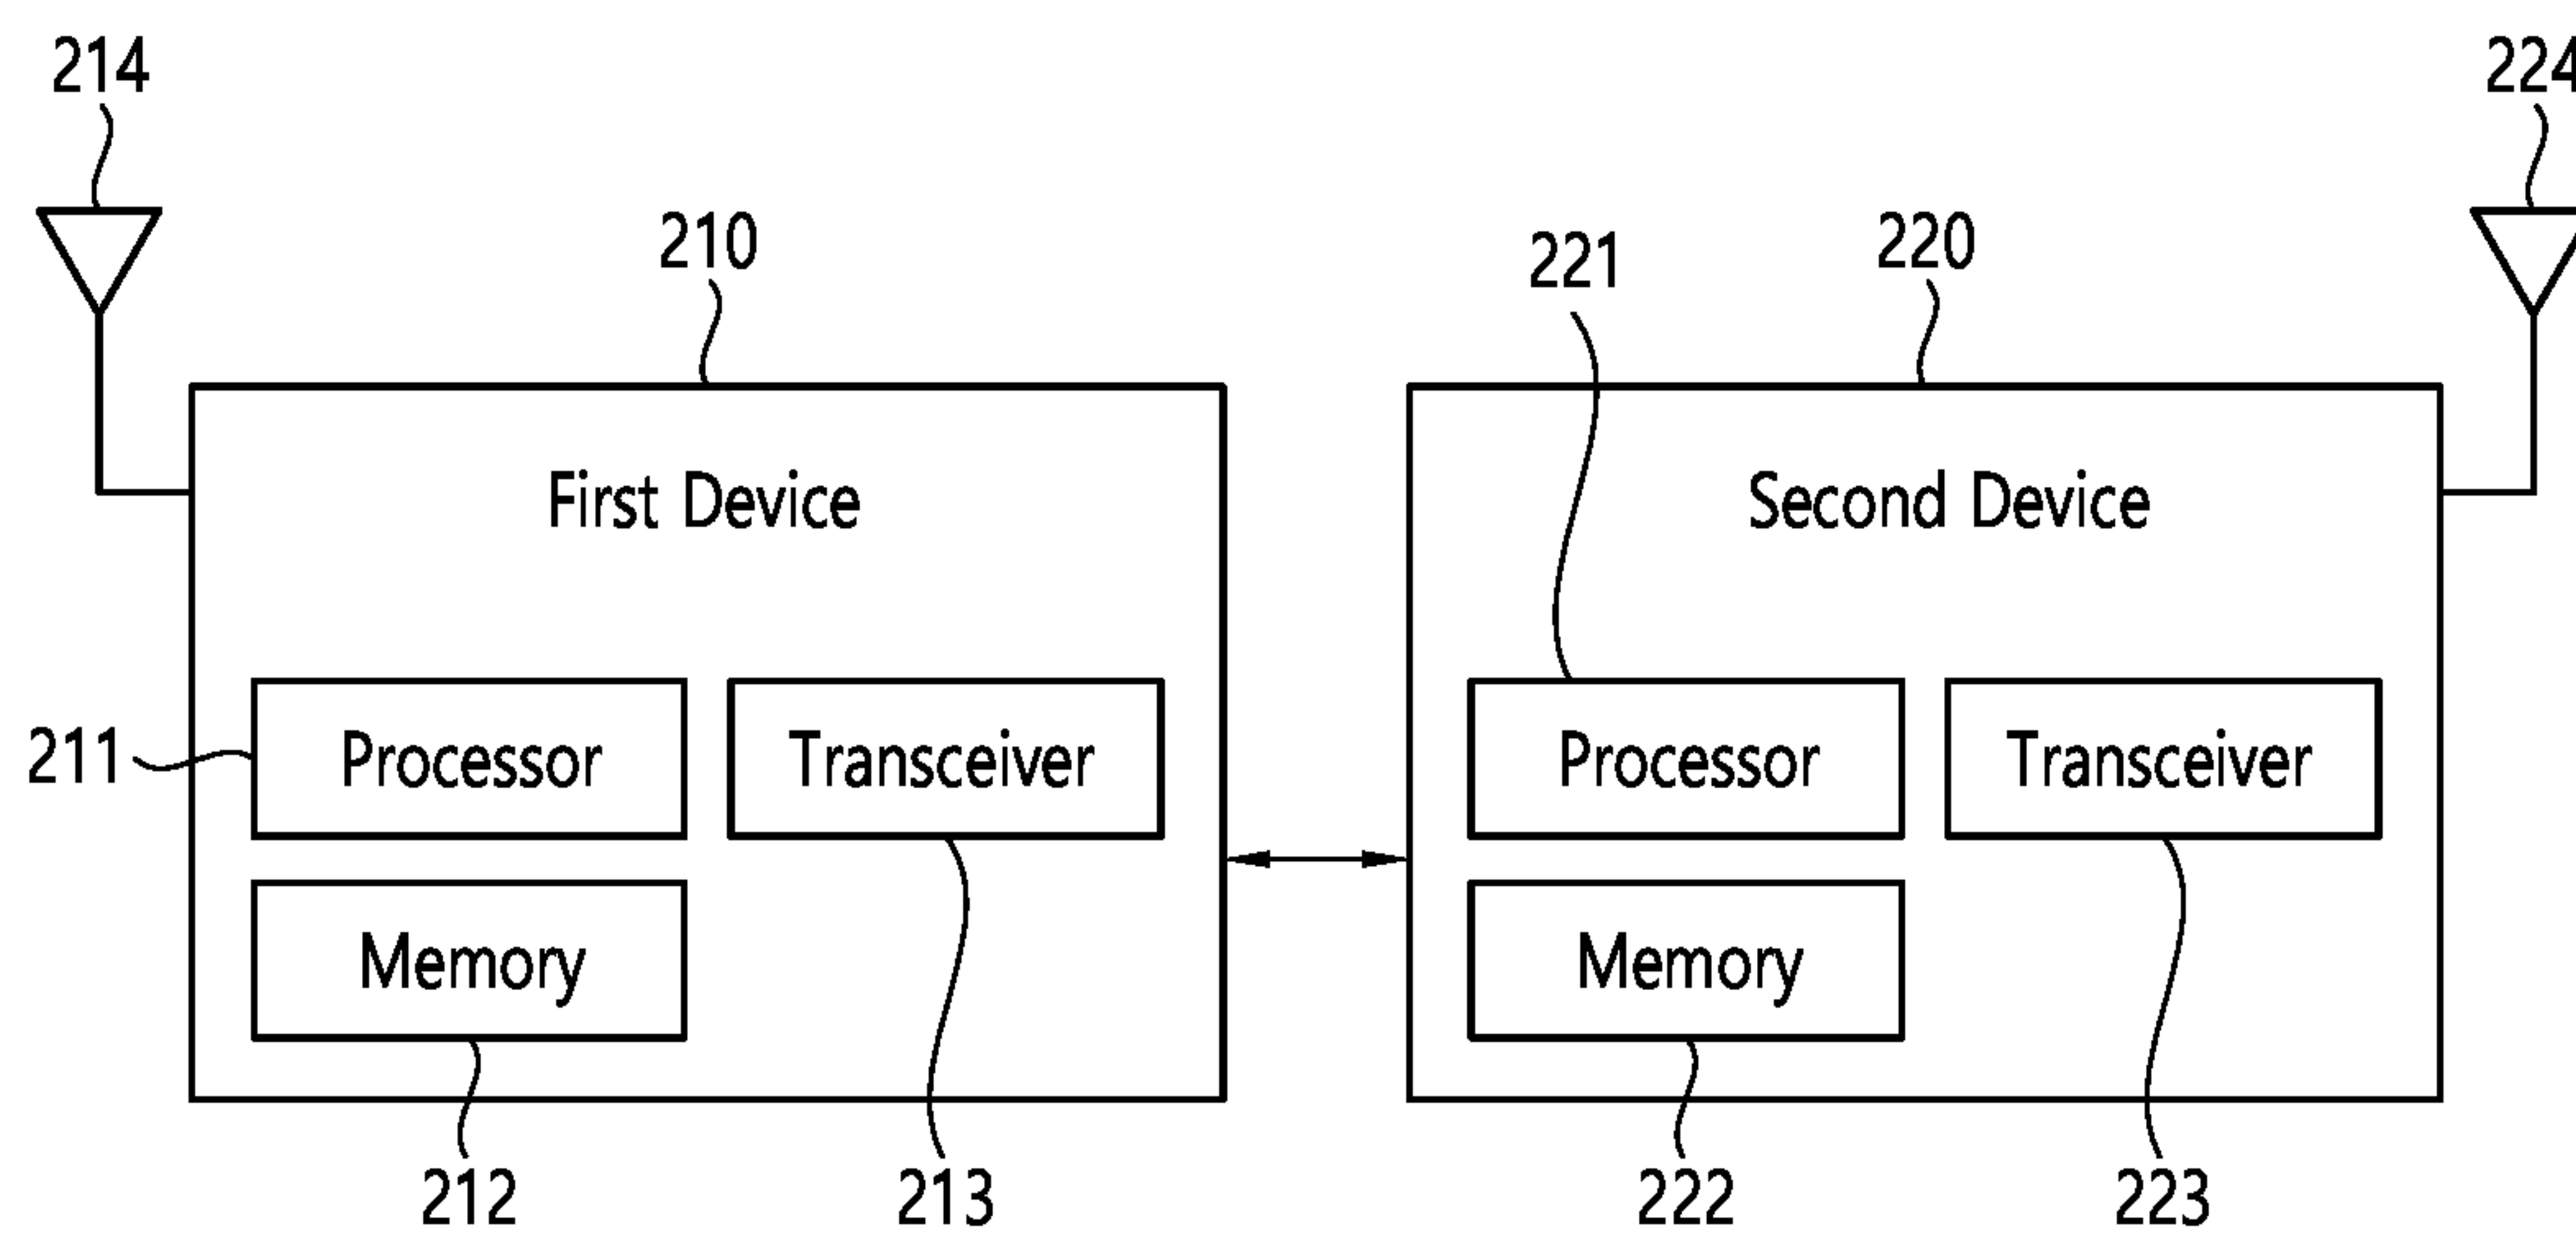 214
224
210
221
220
First Device
Second Device
211
Processor
Transceiver
Processor
Transceiver
Memory
Memory
212
213
222
223